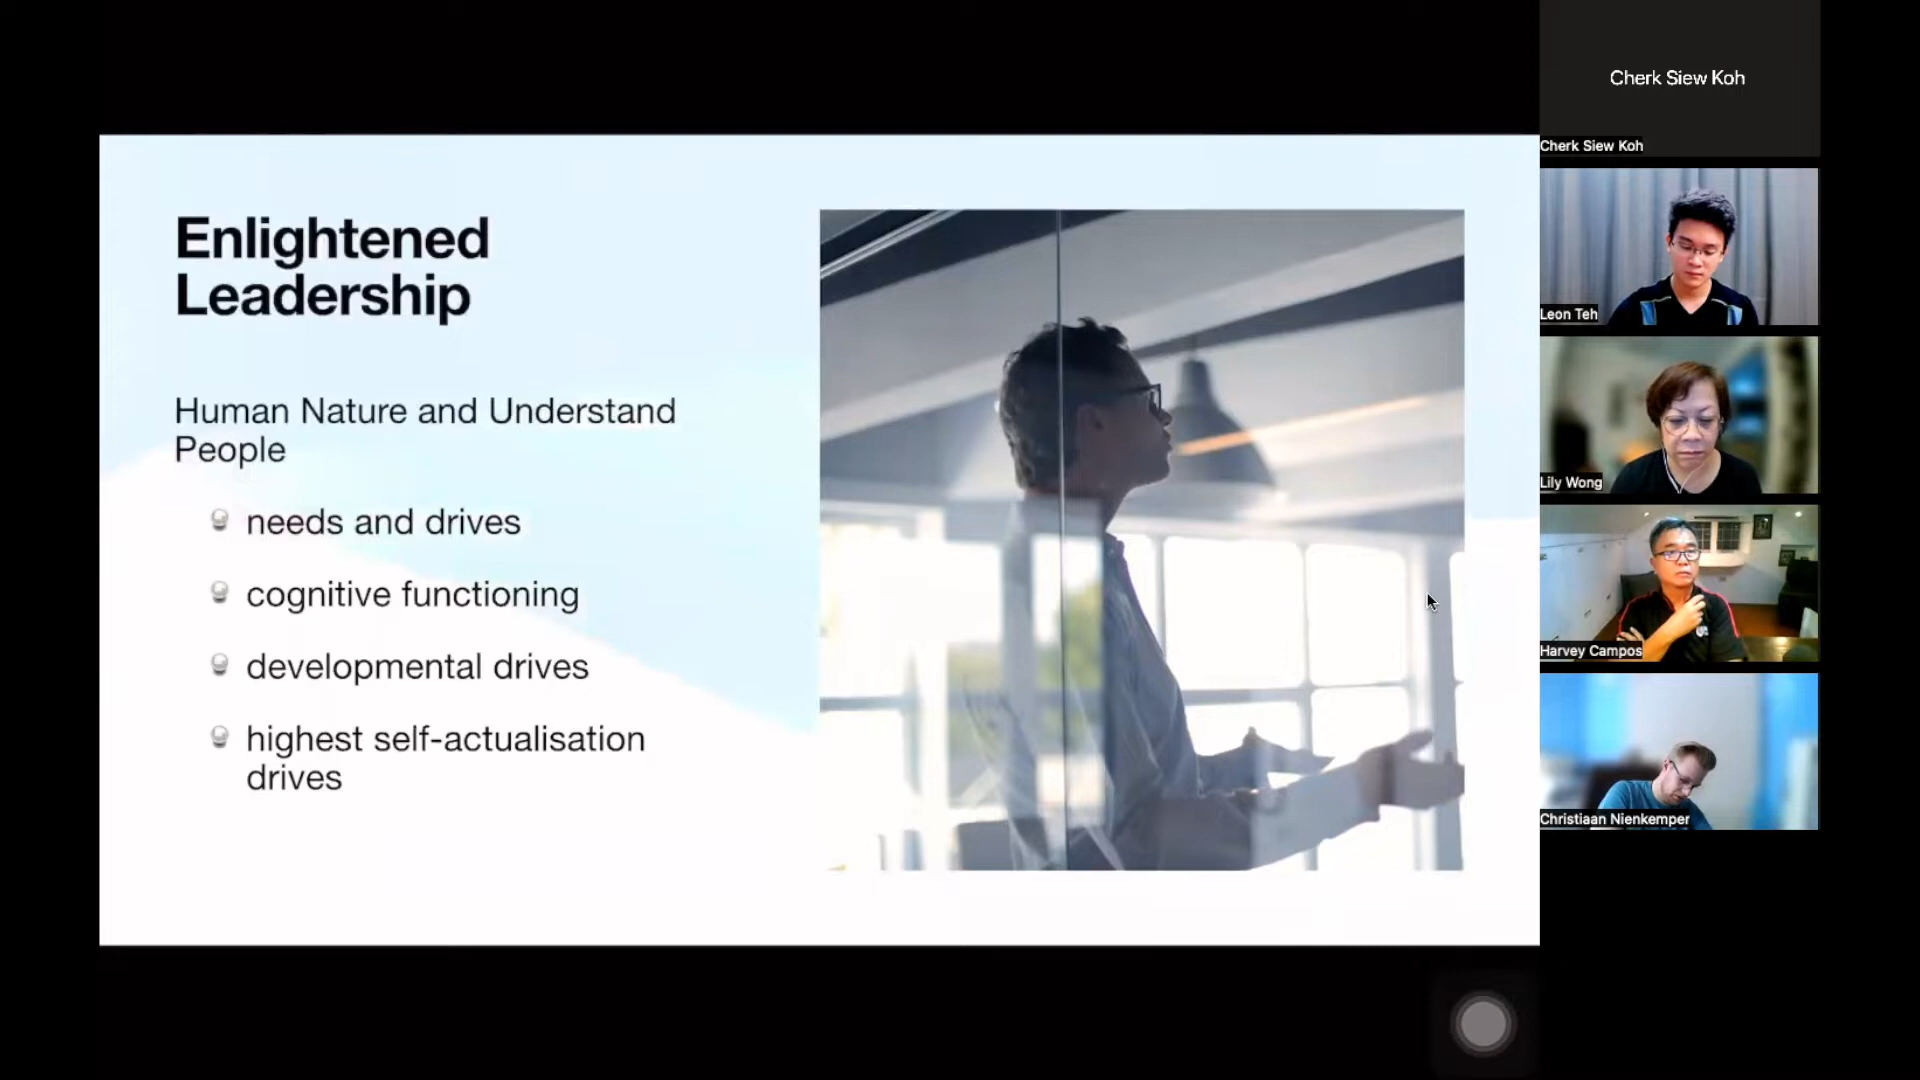 Enlightened
Leadership
Human Nature and Understand
People
needs and drives
cognitive functioning
developmental drives
highest self-actualisation
drives
Cherk Siew Koh
Cherk Siew Koh
Leon Teh
Lily Wong
Harvey Campos
Christiaan Nienkemper